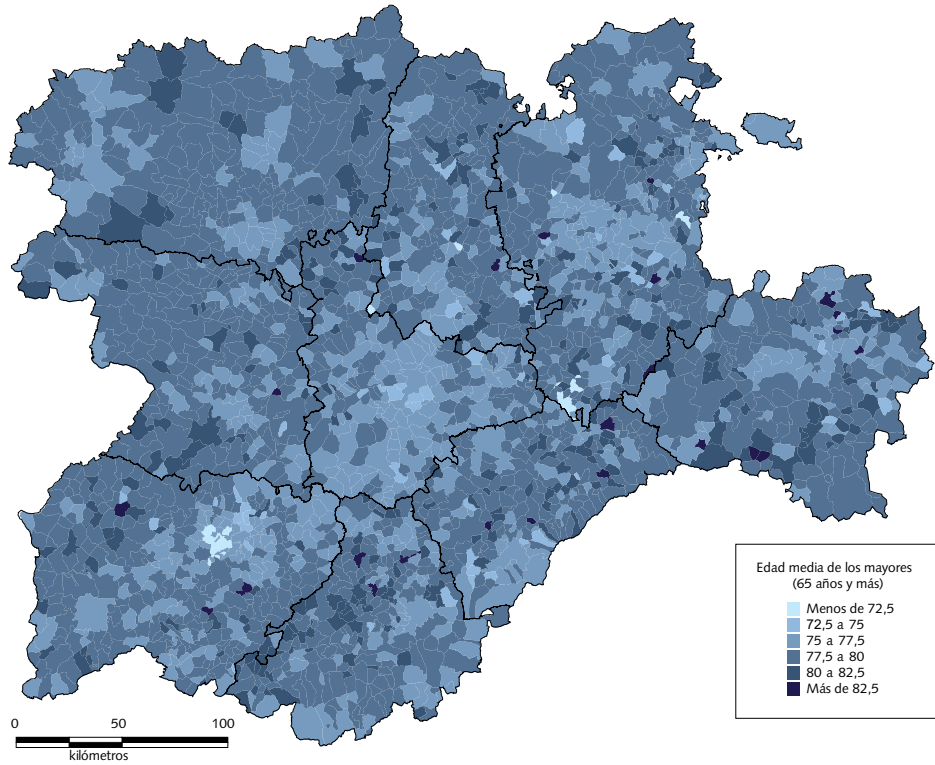 Edad media de los mayores
(65 años y más)
Menos de 72,5
72,5 a 75
75 a 77,5
77,5 a 80
80 a 82,5
Más de 82,5
0 50 100
kilómetros